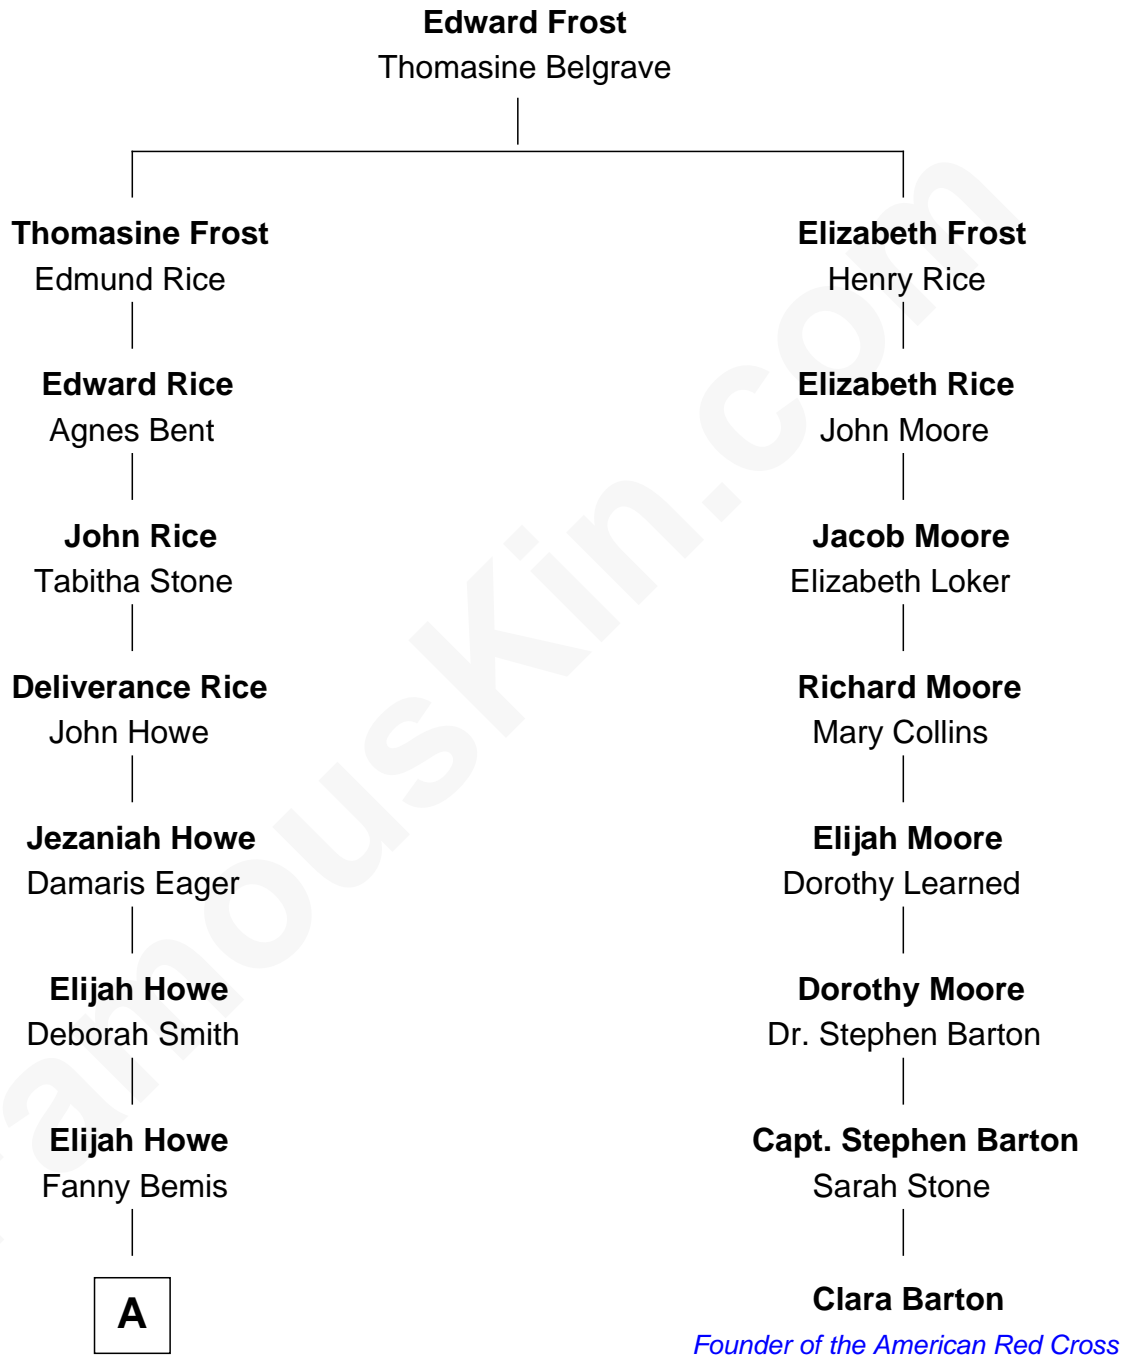 Edward Frost
Thomasine Belgrave
Thomasine Frost
Edmund Rice
Elizabeth Frost
Henry Rice
Edward Rice
Agnes Bent
Elizabeth Rice
John Moore
John Rice
Tabitha Stone
Jacob Moore
Elizabeth Loker
Deliverance Rice
John Howe
Richard Moore
Mary Collins
Jezaniah Howe
Damaris Eager
Elijah Moore
Dorothy Learned
Elijah Howe
Deborah Smith
Dorothy Moore
Dr. Stephen Barton
Elijah Howe
Fanny Bemis
Capt. Stephen Barton
Sarah Stone
A
Clara Barton
Founder of the American Red Cross
famouskin.com